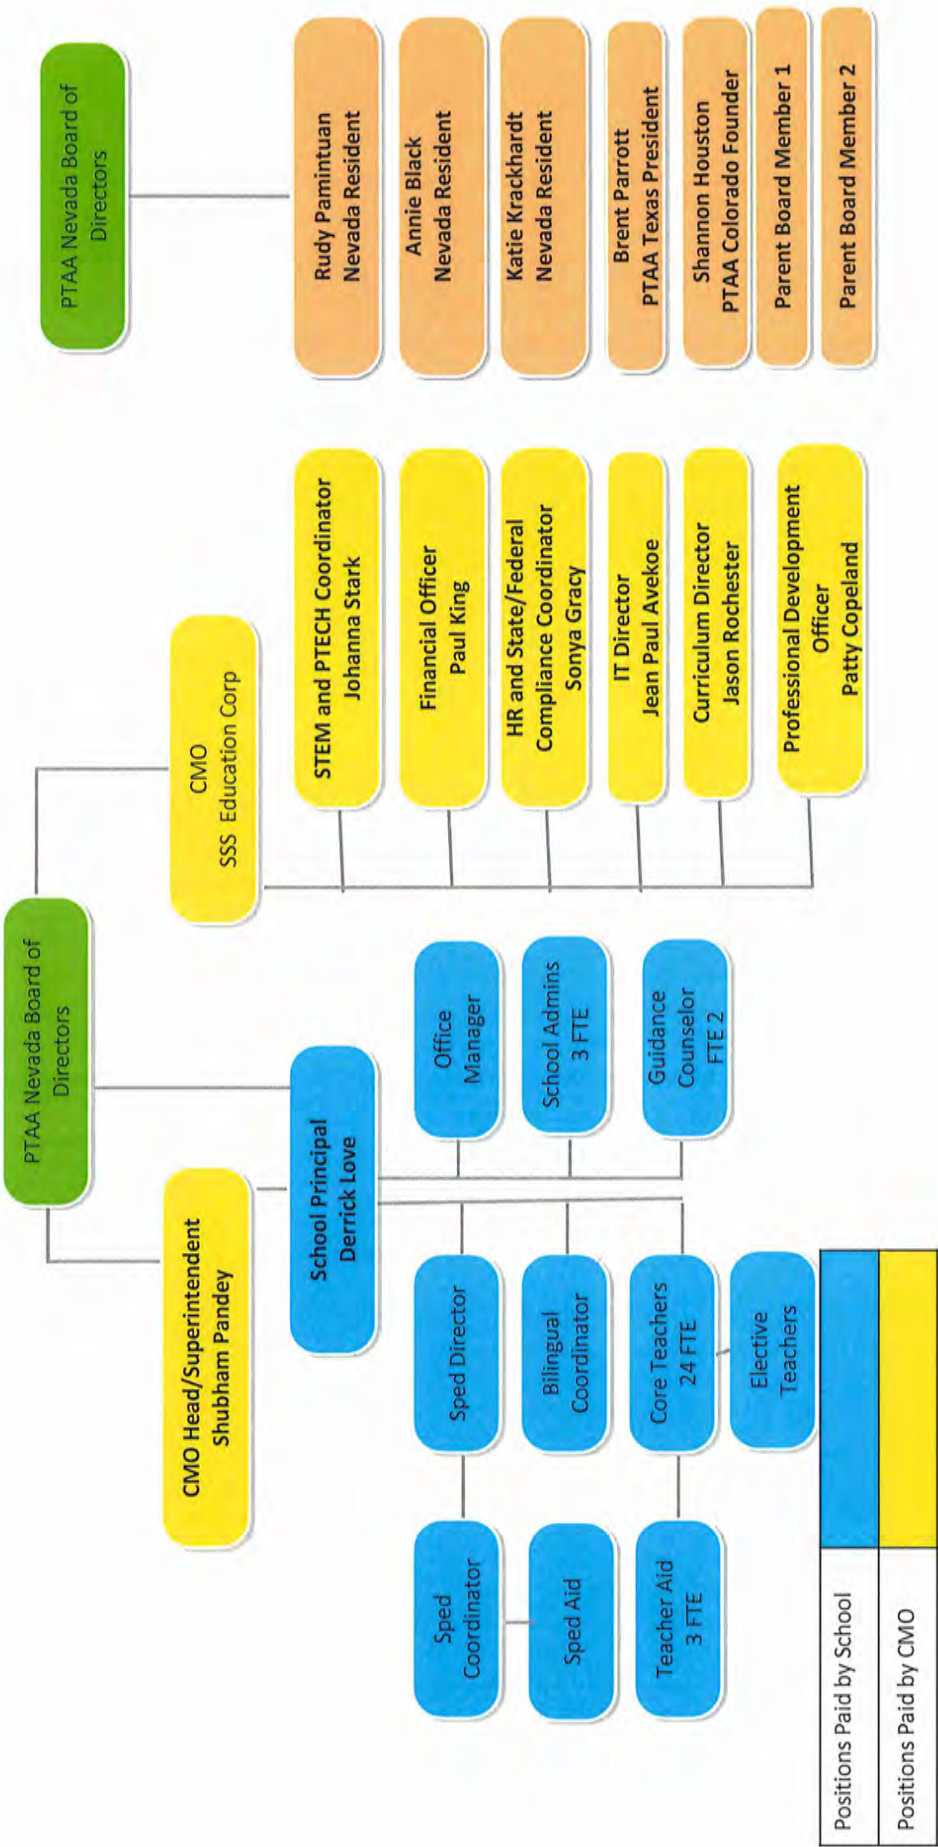 PTAA Nevada Board of
Directors
CMO Head/Superintendent
Shubham Pandey
CMO
SSS Education Corp
School Principal
Derrick Love
Sped
Coordinator
Sped Director
Office
Manager
Sped Aid
Bilingual
Coordinator
School Admins
3 FTE
Teacher Aid
3 FTE
Core Teachers
24 FTE
Guidance
Counselor
FTE 2
Elective
Teachers
STEM and PTECH Coordinator
Johanna Stark
Financial Officer
Paul King
HR and State/Federal
Compliance Coordinator
Sonya Gracy
IT Director
Jean Paul Avekoe
Curriculum Director
Jason Rochester
Professional Development
Officer
Patty Copeland
PTAA Nevada Board of
Directors
Rudy Pamintuan
Nevada Resident
Annie Black
Nevada Resident
Katie Krackhardt
Nevada Resident
Brent Parrott
PTAA Texas President
Shannon Houston
PTAA Colorado Founder
Parent Board Member 1
Parent Board Member 2
Positions Paid by School
Positions Paid by CMO